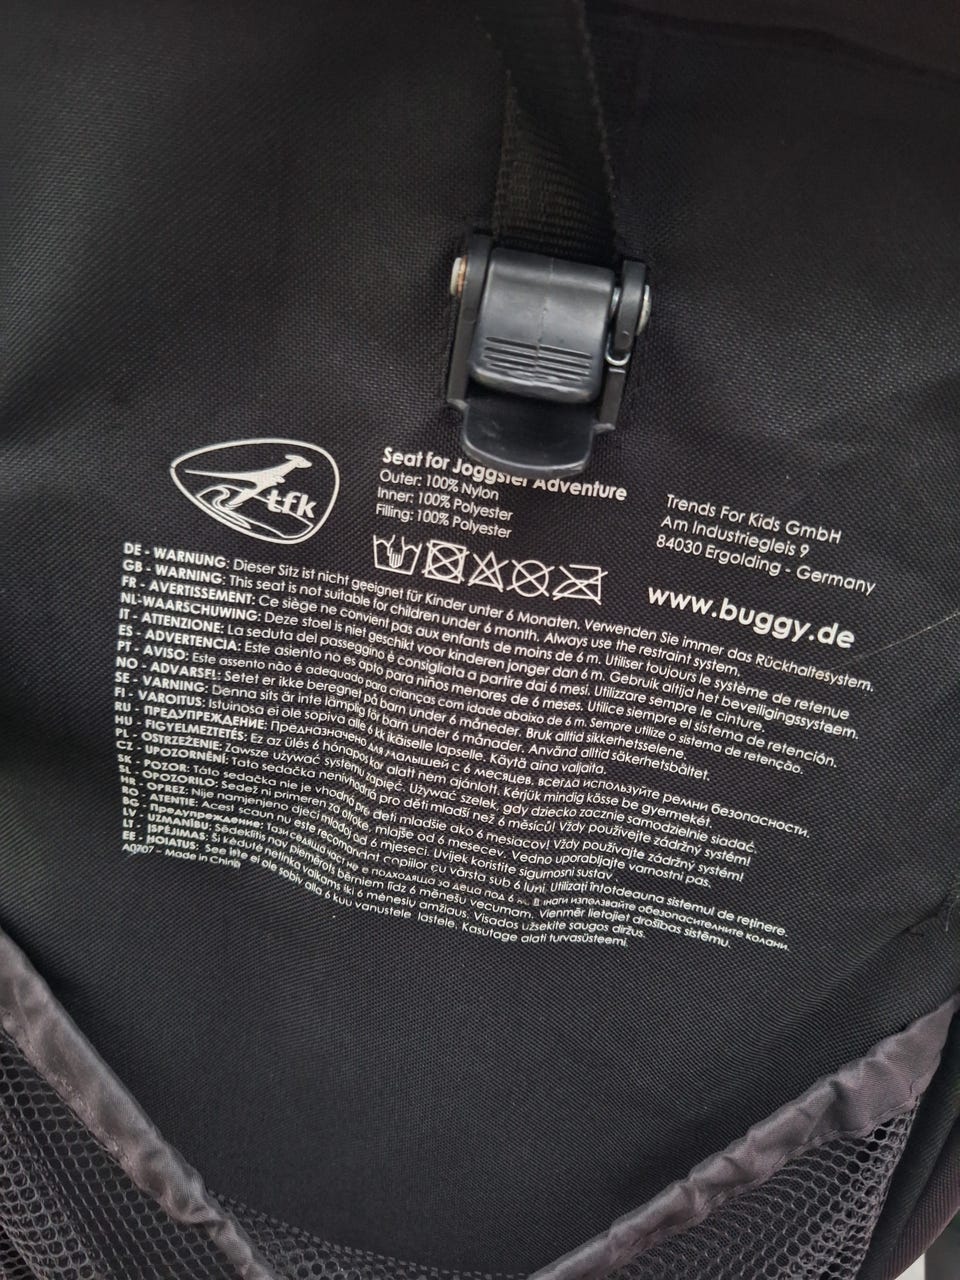 tfk
Seat for Joggster Adventure
Outer: 100% Nylon
Inner: 100% Polyester
Filling: 100% Polyester
Trends For Kids GmbH
Am Industriegleis 9
84030 Ergolding - Germany
www.buggy.de
DE - WARNUNG: Dieser Sitz ist nicht geeignet für Kinder unter 6 Monaten. Verwenden Sie immer das Rückhaltesystem.
GB - WARNING: This seat is not suitable for children under 6 month. Always use the restraint system.
FR - AVERTISSEMENT: Ce siège ne convient pas aux enfants de moins de 6 m. Utiliser toujours le système de retenue
NL-WAARSCHUWING: Deze stoel is niet geschikt voor kinderen jonger dan 6 m. Gebruik altijd het beveiligingssysteem.
IT - ATTENZIONE: La seduta del passeggino è consigliata a partire dai 6 mesi. Utilizzare sempre le cinture.
ES - ADVERTENCIA: Este asiento no es apto para niños menores de 6 meses. Utilice siempre el sistema de retención.
PT - AVISO: Este assento não é adequado para crianças com idade abaixo de 6 m. Sempre utilize o sistema de retenção.
NO - ADVARSEL: Setet er ikke beregnet på barn under 6 måneder. Bruk alltid sikkerhetsselene.
SE - VARNING: Denna sits är inte lämplig för barn under 6 månader. Använd alltid säkerhetsbältet.
FI - VAROITUS: Istuinosa ei ole sopiva alle 6 kk ikäiselle lapselle. Käytä aina valjaita.
RU - ПРЕДУПРЕЖДЕНИЕ: Предназначено для малышей с 6 месяцев. всегда используйте ремни безопасности.
HU - FIGYELMEZTETÉS: Ez az ülés 6 hónapos kor alatt nem ajánlott. Kérjük mindig kösse be gyermekét.
PL - OSTRZEŻENIE: Zawsze używać systemu zapięć. Używać szelek, gdy dziecko zacznie samodzielnie siadać.
CZ - UPOZORNĚNÍ: Tato sedačka nenívhodná pro děti mladší než 6 měsíců! Vždy používejte zádržný systém!
SK - POZOR: Táto sedačka nie je vhodná pre deti mladšie ako 6 mesiacov! Vždy používajte zádržný systém!
SL - OPOZORILO: Sedež ni primeren za otroke, mlajše od 6 mesecev. Vedno uporabljajte varnostni pas.
HR - OPREZ: Nije namjenjeno djeci mlađoj od 6 mjeseci. Uvijek koristite sigurnosni sustav.
RO - ATENTIE: Acest scaun nu este recomandat copiilor cu vârsta sub 6 luni. Utilizați întotdeauna sistemul de reținere.
BG - Предупреждение: Тази седяща част не е подходяща за деца под 6 м. Винаги използвайте обезопасителните колани.
LV - UZMANĪBU: Sēdeklītis nav piemērots bērniem līdz 6 mēnešu vecumam. Vienmēr lietojiet drošības sistēmu.
LT - ĮSPĖJIMAS: Ši kėdutė netinka vaikams iki 6 mėnesių amžiaus. Visados užsekite saugos diržus.
EE - HOIATUS: See iste ei ole sobiv alla 6 kuu vanustele lastele. Kasutage alati turvasüsteemi.
A0707 - Made in China